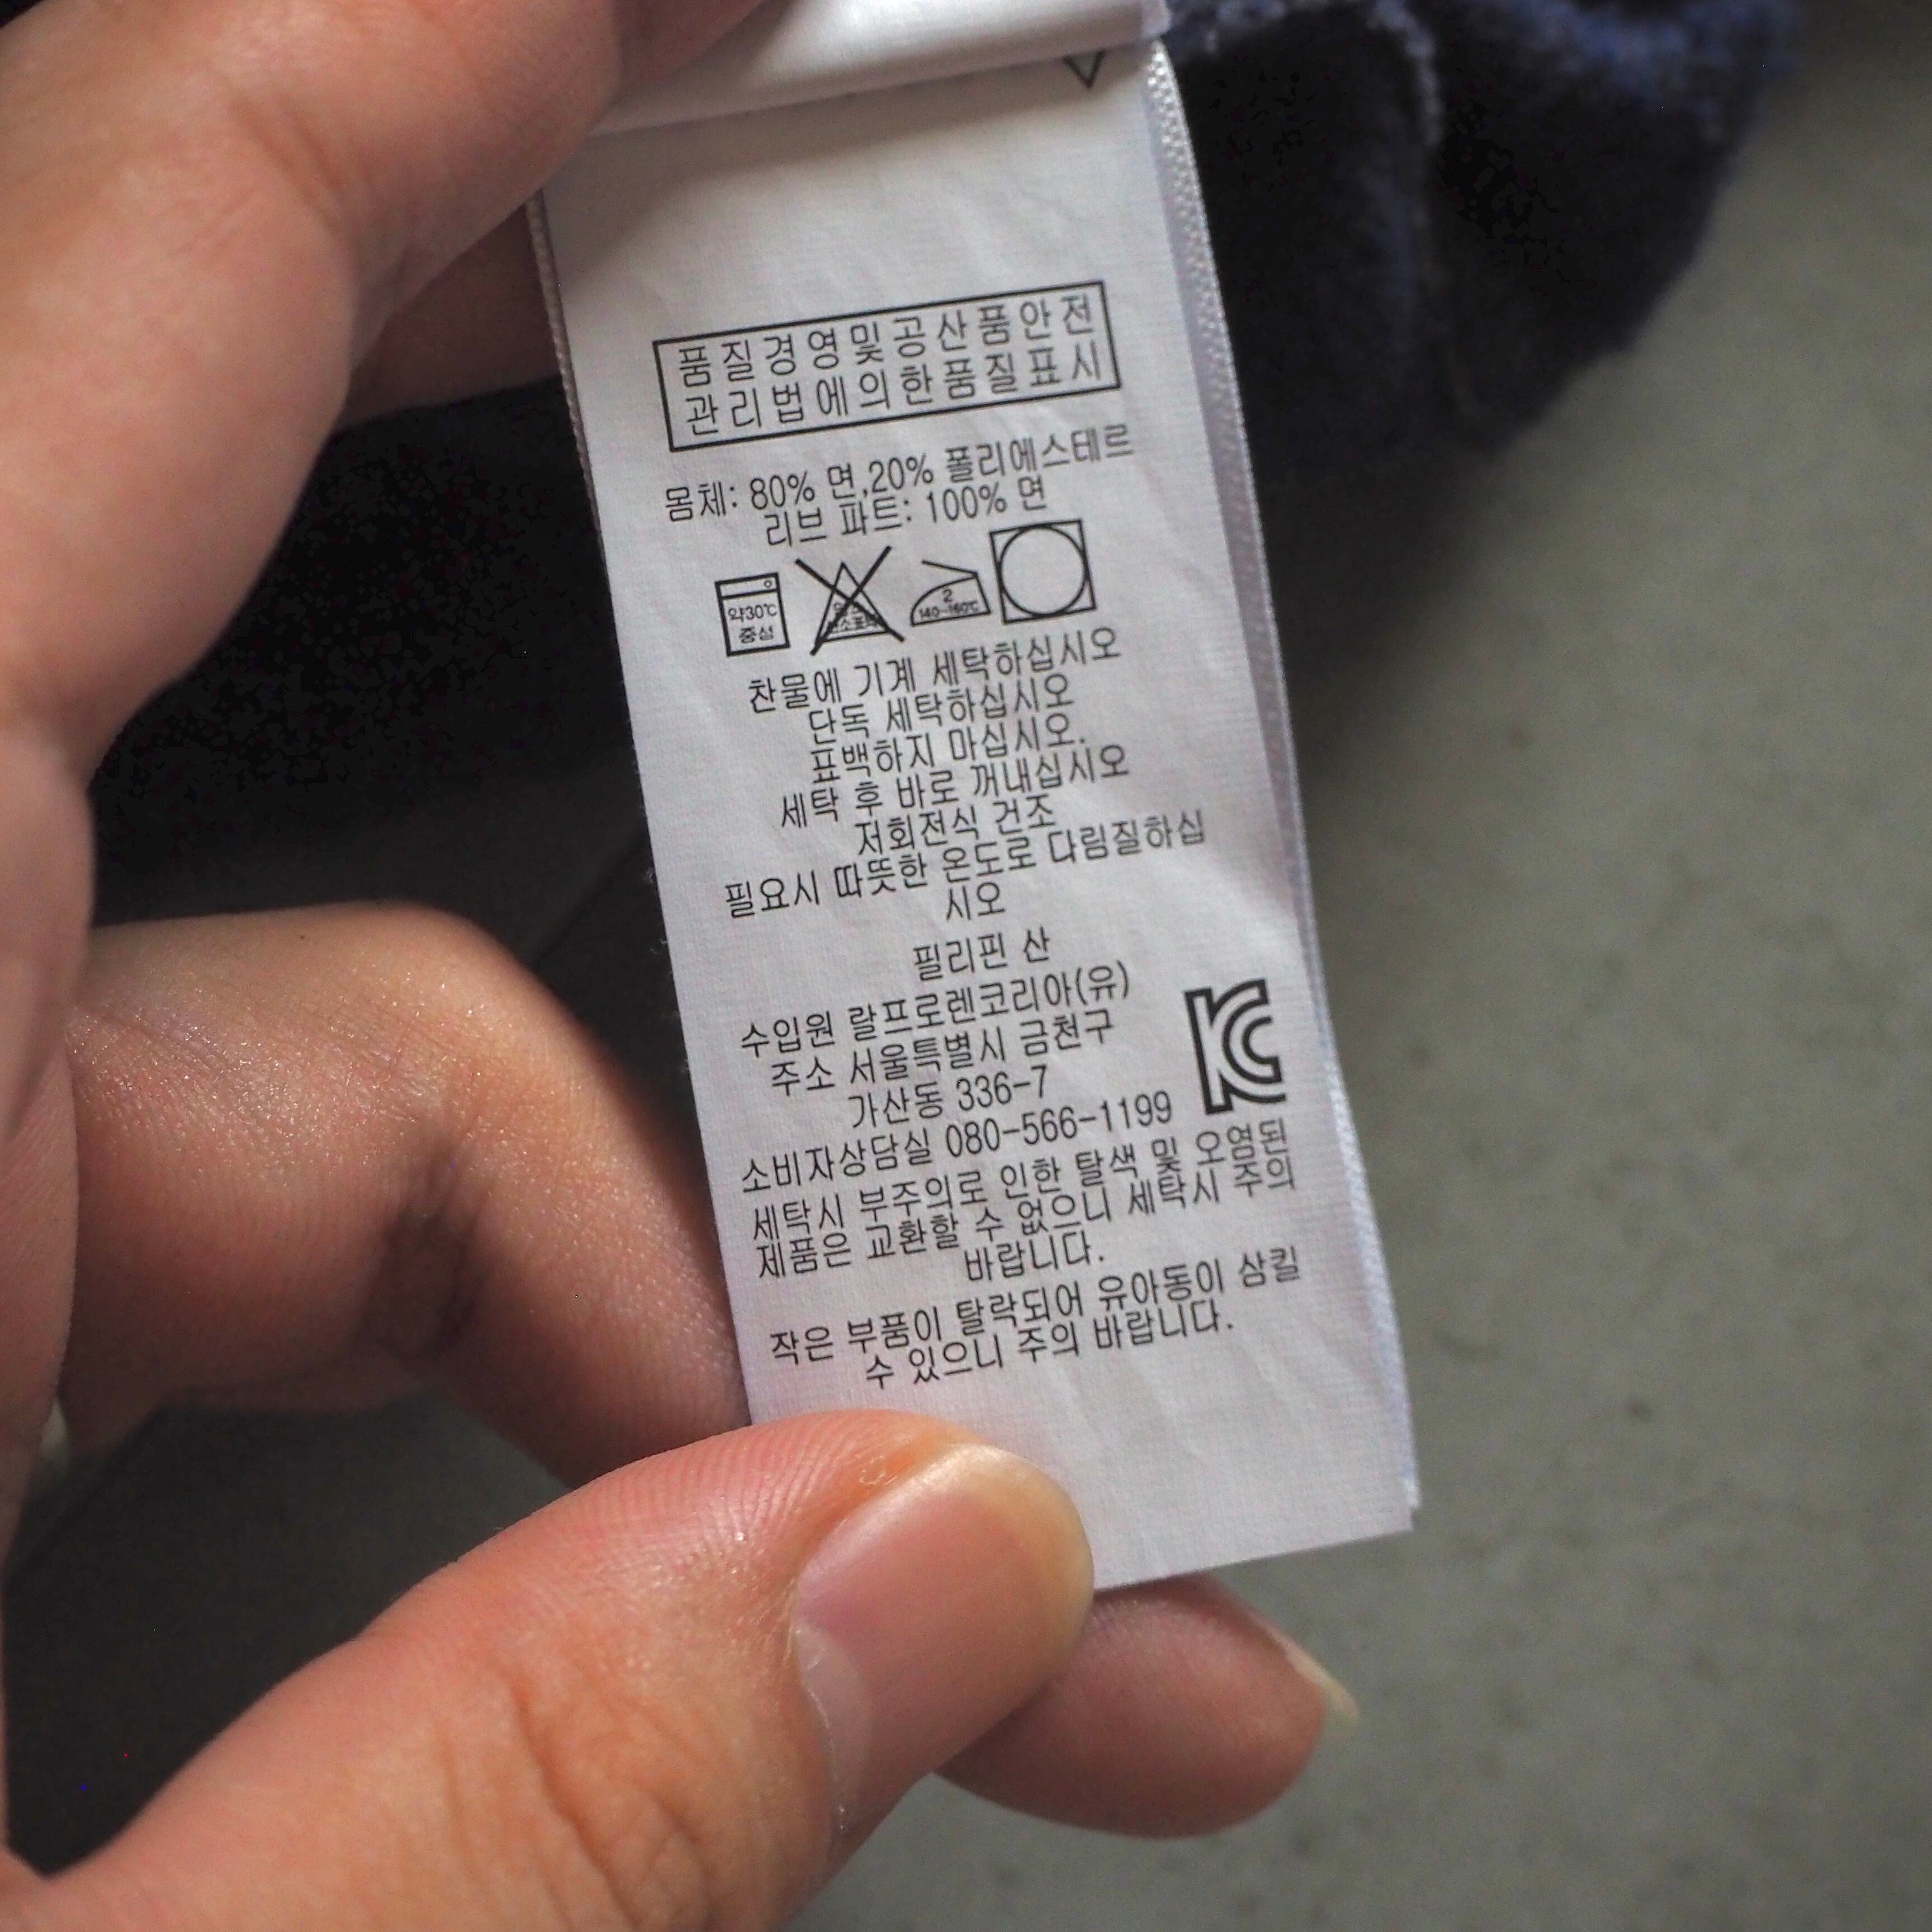 품질경영및공산품안전
관리법에의한품질표시
몸체: 80% 면,20% 폴리에스테르
리브 파트: 100% 면
약30℃
중성
2
140~160℃
찬물에 기계 세탁하십시오
단독 세탁하십시오
표백하지 마십시오.
세탁 후 바로 꺼내십시오
저회전식 건조
필요시 따뜻한 온도로 다림질하십
시오
필리핀 산
수입원 랄프로렌코리아(유)
주소 서울특별시 금천구
가산동 336-7
소비자상담실 080-566-1199
세탁시 부주의로 인한 탈색 및 오염된
제품은 교환할 수 없으니 세탁시 주의
바랍니다.
작은 부품이 탈락되어 유아동이 삼킬
수 있으니 주의 바랍니다.